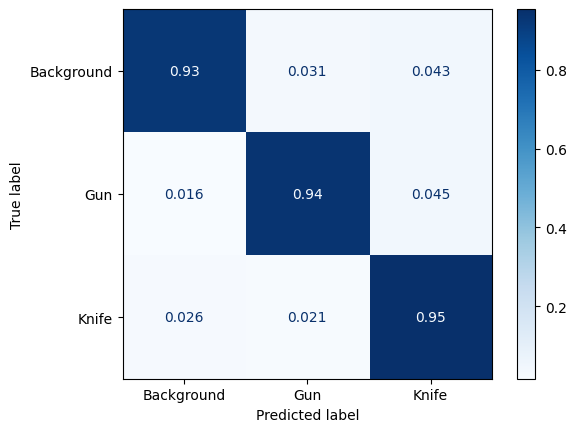 Background 0.93 0.031 0.043
Gun 0.016 0.94 0.045
Knife 0.026 0.021 0.95
Background Gun Knife
Predicted label
True label
0.8
0.6
0.4
0.2